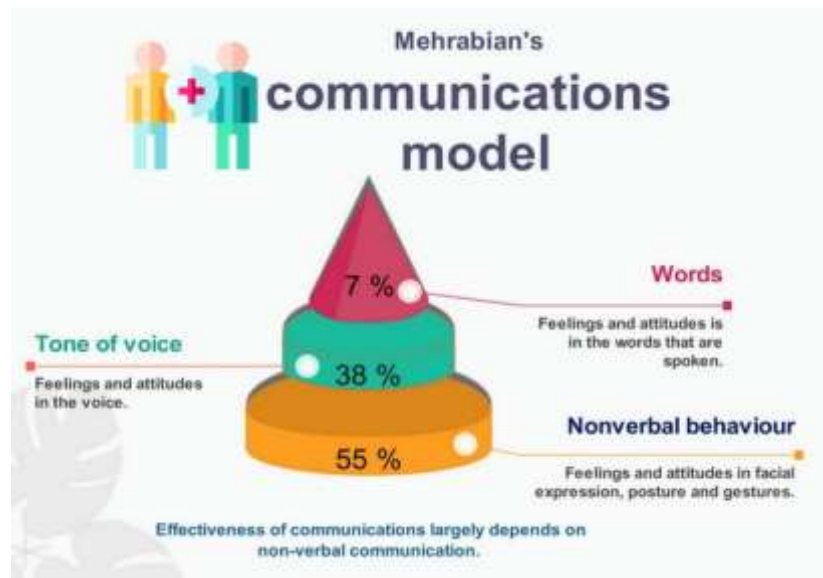 Mehrabian's
communications
model
7 %
Words
Feelings and attitudes is
in the words that are
spoken.
Tone of voice
Feelings and attitudes
in the voice.
38 %
Nonverbal behaviour
55 %
Feelings and attitudes in facial
expression, posture and gestures.
Effectiveness of communications largely depends on
non-verbal communication.